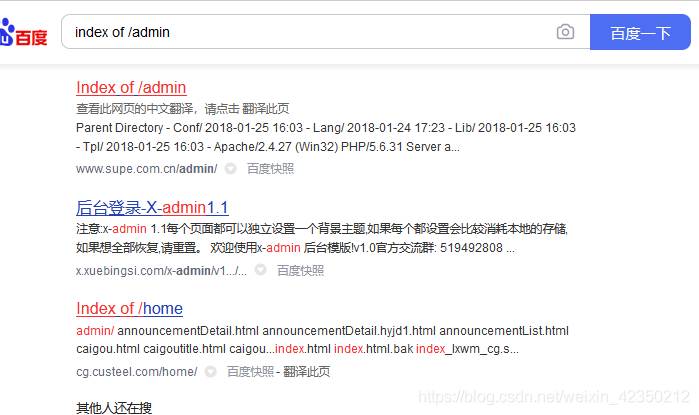 百度 index of /admin 百度一下
Index of /admin
查看此网页的中文翻译，请点击 翻译此页
Parent Directory - Conf/ 2018-01-25 16:03 - Lang/ 2018-01-24 17:23 - Lib/ 2018-01-25 16:03
- Tpl/ 2018-01-25 16:03 - Apache/2.4.27 (Win32) PHP/5.6.31 Server a...
www.supe.com.cn/admin/ 百度快照
后台登录-X-admin1.1
注意:x-admin 1.1每个页面都可以独立设置一个背景主题,如果每个都设置会比较消耗本地的存储,
如果想全部恢复,请重置。 欢迎使用x-admin 后台模版!v1.0官方交流群: 519492808 ...
x.xuebingsi.com/x-admin/v1.../... 百度快照
Index of /home
admin/ announcementDetail.html announcementDetail.hyjd1.html announcementList.html
caigou.html caigoutitle.html caigou...index.html index.html.bak index_lxwm_cg.s...
cg.custeel.com/home/ 百度快照 - 翻译此页
其他人还在搜
https://blog.csdn.net/weixin_42350212